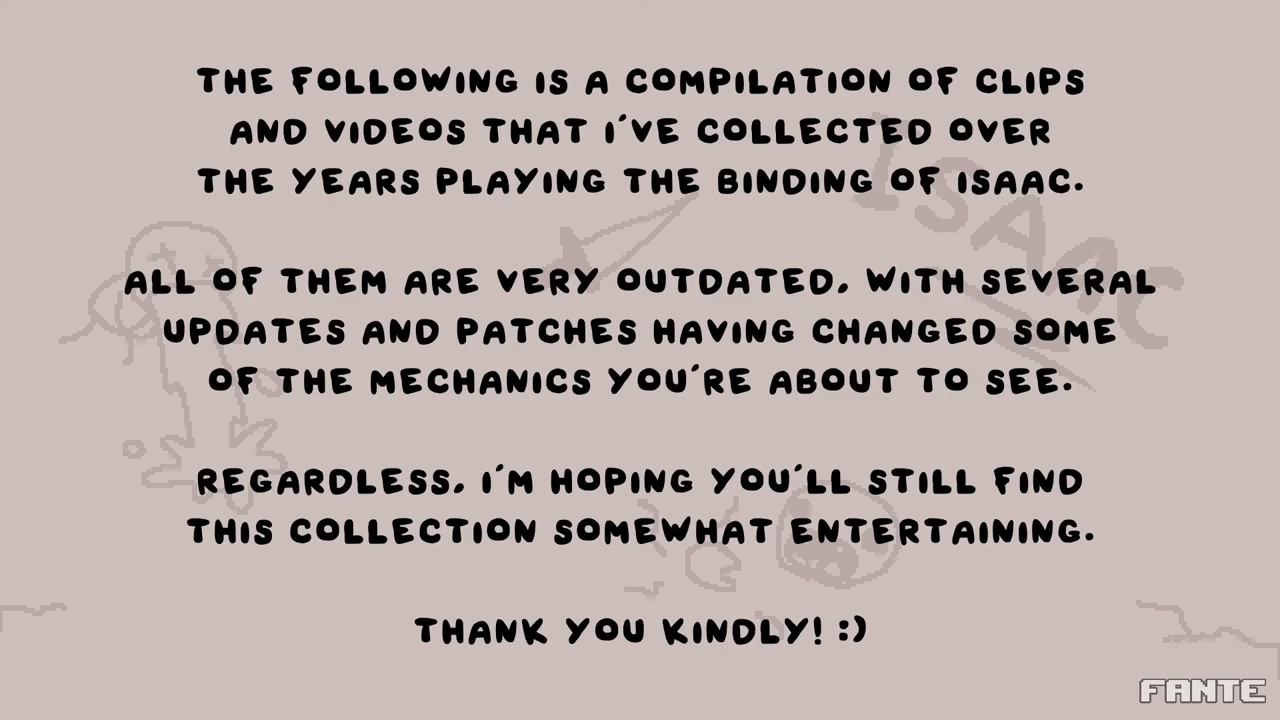 THE FOLLOWING IS A COMPILATION OF CLIPS
AND VIDEOS THAT I'VE COLLECTED OVER
THE YEARS PLAYING THE BINDING OF ISAAC.
ISAAC
ALL OF THEM ARE VERY OUTDATED, WITH SEVERAL
UPDATES AND PATCHES HAVING CHANGED SOME
OF THE MECHANICS YOU'RE ABOUT TO SEE.
REGARDLESS, I'M HOPING YOU'LL STILL FIND
THIS COLLECTION SOMEWHAT ENTERTAINING.
THANK YOU KINDLY! :)
FANTE